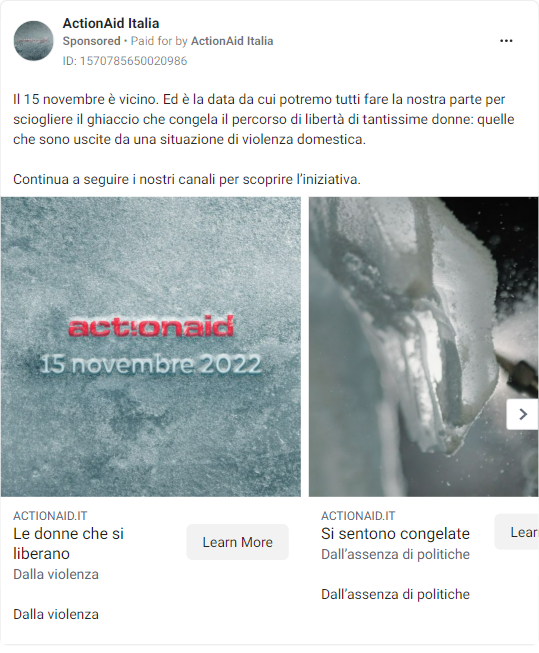 ActionAid Italia
Sponsored • Paid for by ActionAid Italia
ID: 1570785650020986
Il 15 novembre è vicino. Ed è la data da cui potremo tutti fare la nostra parte per
sciogliere il ghiaccio che congela il percorso di libertà di tantissime donne: quelle
che sono uscite da una situazione di violenza domestica.
Continua a seguire i nostri canali per scoprire l'iniziativa.
act!onaid
15 novembre 2022
ACTIONAID.IT
Le donne che si
liberano
Dalla violenza
Learn More
Dalla violenza
ACTIONAID.IT
Si sentono congelate
Dall'assenza di politiche
Lear
Dall'assenza di politiche